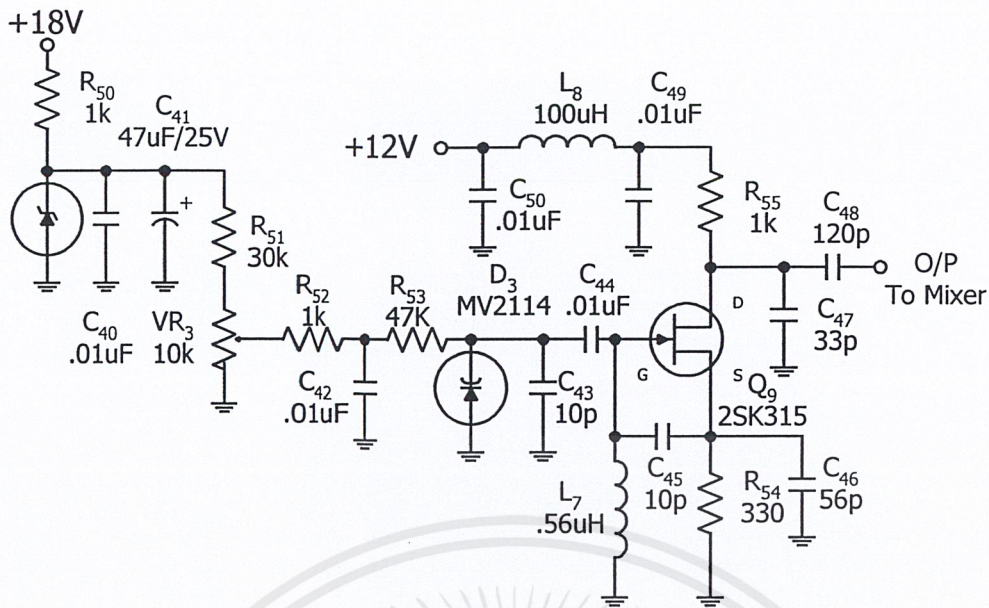 +18V
R50
1k
C41
47uF/25V
L8
100uH
C49
.01uF
+12V
C50
.01uF
R55
1k
C48
120p
O/P
To Mixer
R51
30k
R52
1k
R53
47K
D3
MV2114
C44
.01uF
D
C47
33p
C40
.01uF
VR3
10k
G
S
Q9
2SK315
C42
.01uF
C43
10p
L7
.56uH
C45
10p
R54
330
C46
56p